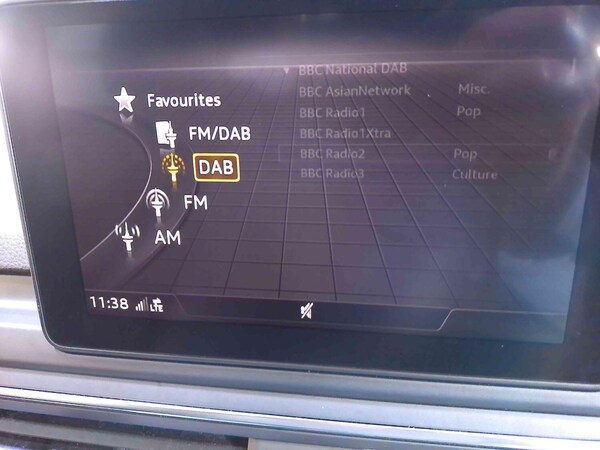 BBC National DAB
BBC AsianNetwork Misc.
Favourites
BBC Radio1 Pop
FM/DAB
BBC Radio1Xtra
BBC Radio2 Pop
DAB
BBC Radio3 Culture
FM
AM
11:38 LTE